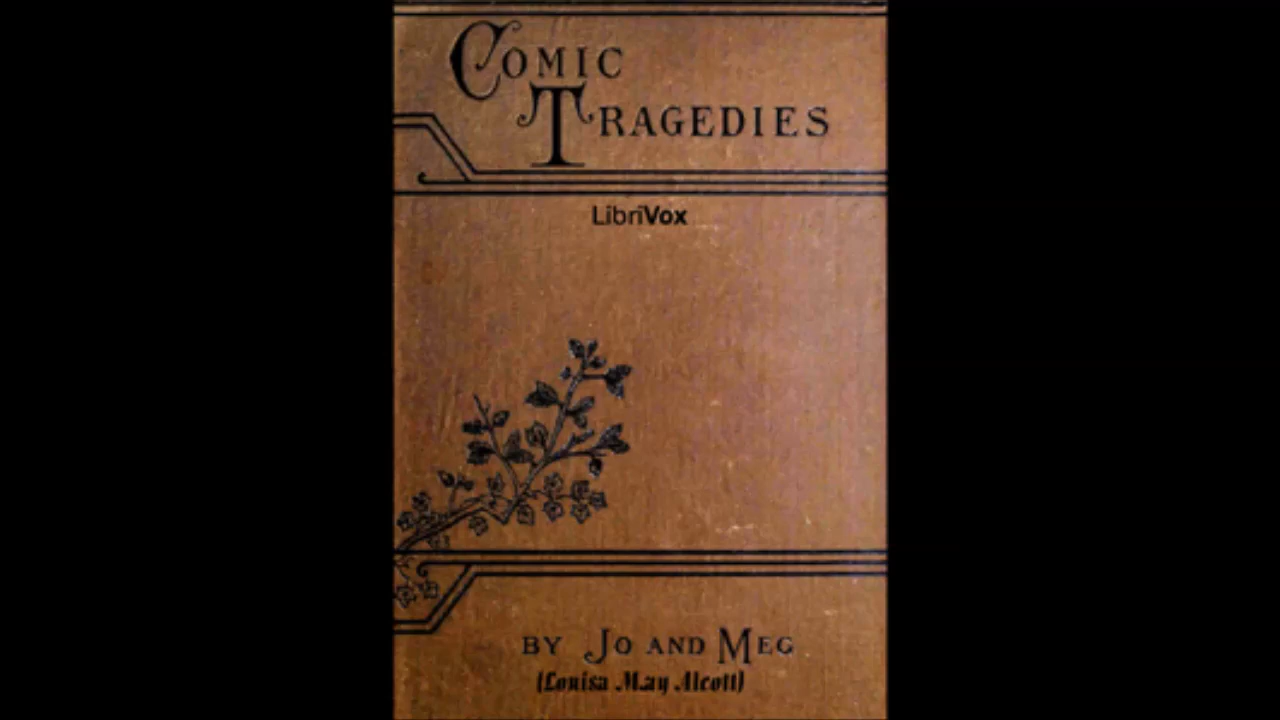 COMIC
TRAGEDIES
LibriVox
BY JO AND MEG
(Louisa May Alcott)